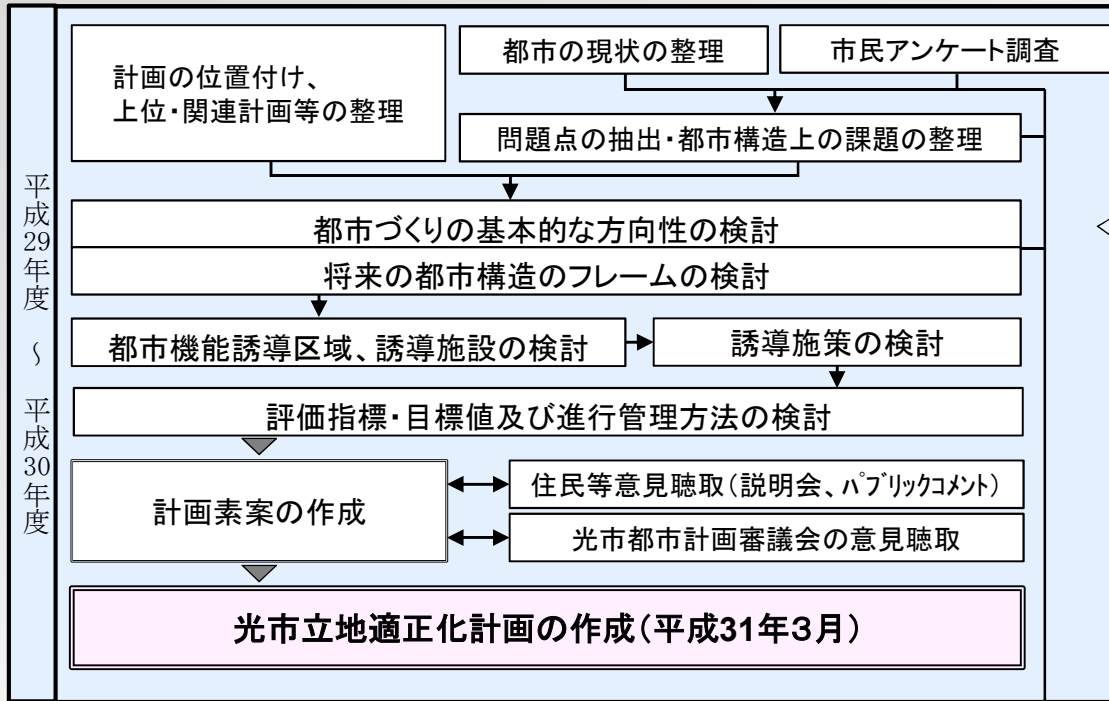 平成29年度 ~ 平成30年度
計画の位置付け、
上位・関連計画等の整理
都市の現状の整理
市民アンケート調査
問題点の抽出・都市構造上の課題の整理
都市づくりの基本的な方向性の検討
将来の都市構造のフレームの検討
都市機能誘導区域、誘導施設の検討
誘導施策の検討
評価指標・目標値及び進行管理方法の検討
計画素案の作成
住民等意見聴取(説明会、パブリックコメント)
光市都市計画審議会の意見聴取
光市立地適正化計画の作成(平成31年3月)